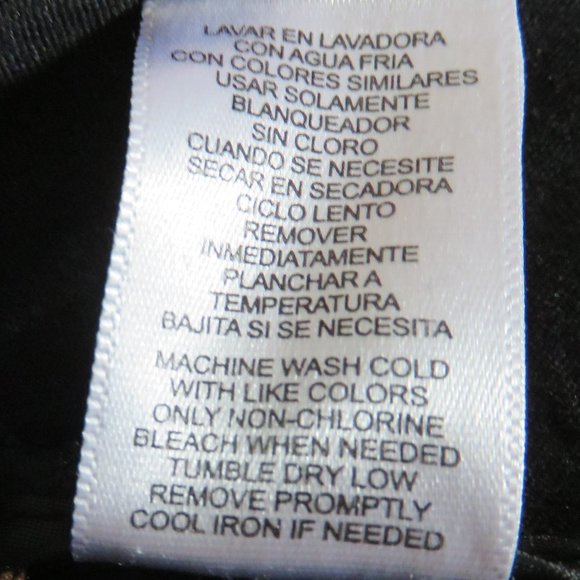 LAVAR EN LAVADORA
CON AGUA FRIA
CON COLORES SIMILARES
USAR SOLAMENTE
BLANQUEADOR
SIN CLORO
CUANDO SE NECESITE
SECAR EN SECADORA
CICLO LENTO
REMOVER
INMEDIATAMENTE
PLANCHAR A
TEMPERATURA
BAJITA SI SE NECESITA
MACHINE WASH COLD
WITH LIKE COLORS
ONLY NON-CHLORINE
BLEACH WHEN NEEDED
TUMBLE DRY LOW
REMOVE PROMPTLY
COOL IRON IF NEEDED